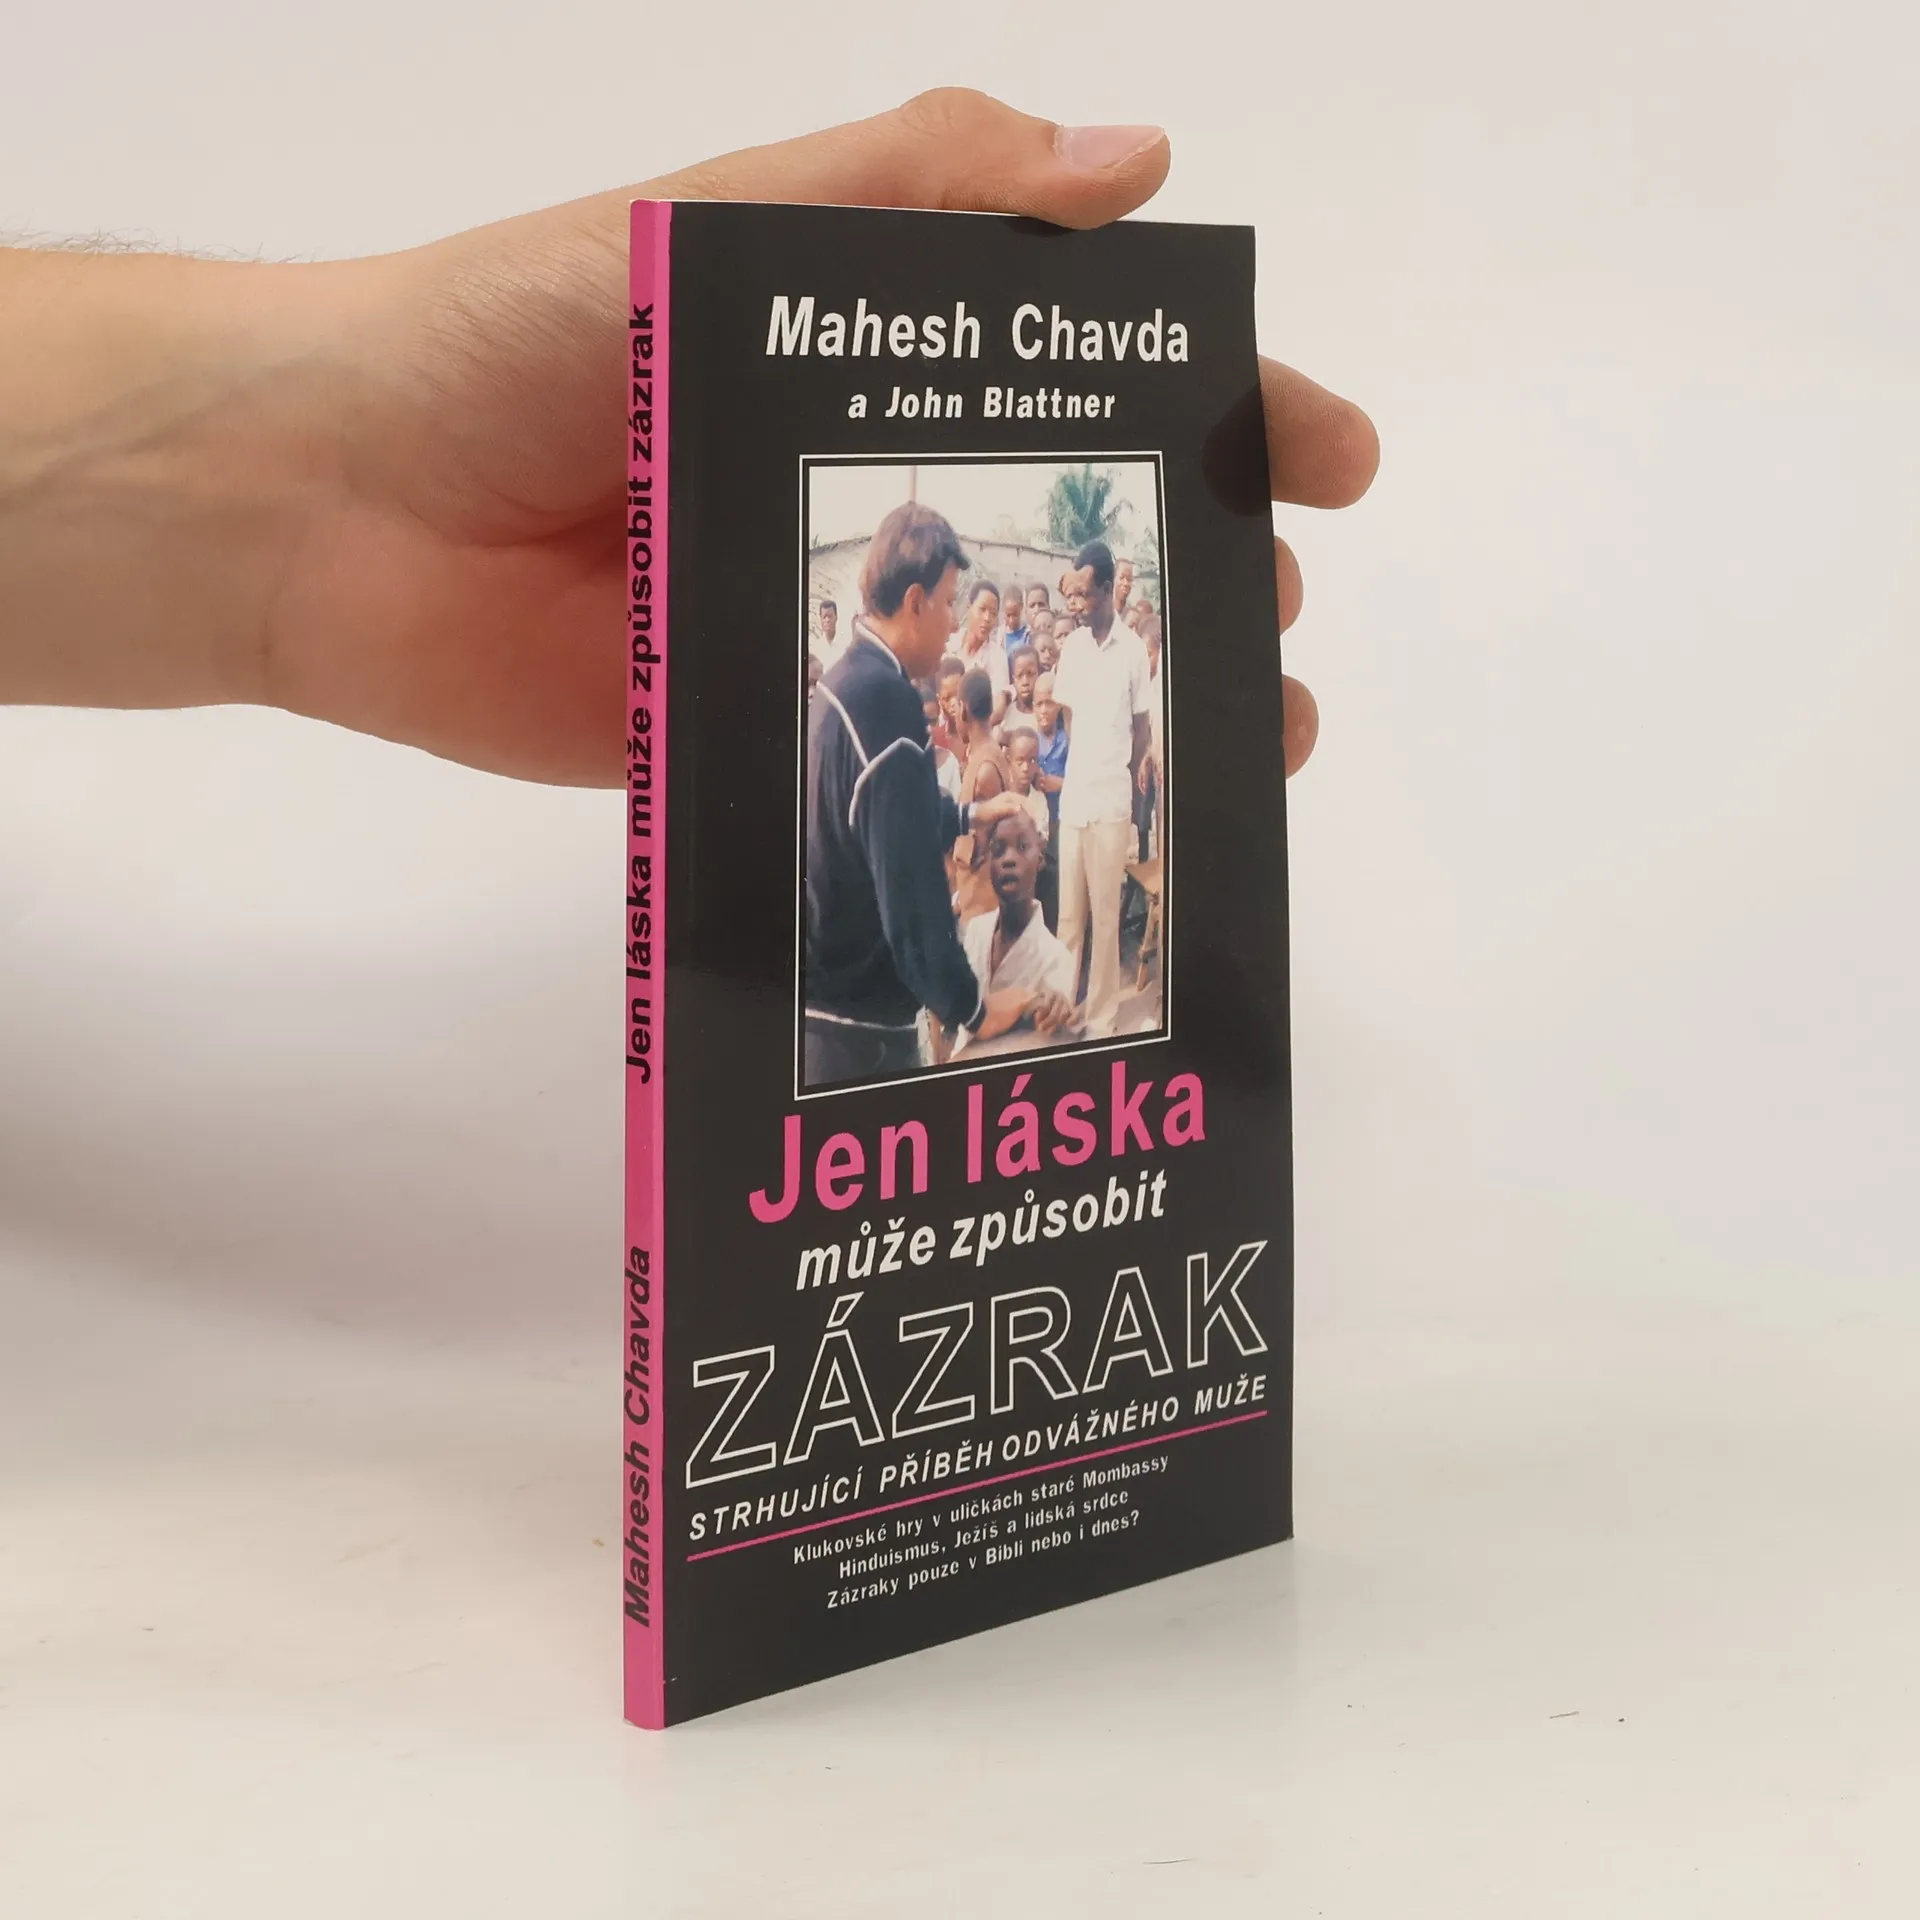 Mahesh Chavda
a John Blattner
Jen láska
může způsobit
ZÁZRAK
STRHUJÍCÍ PŘÍBĚH ODVÁŽNÉHO MUŽE
Klukovské hry v uličkách staré Mombassy
Hinduismus, Ježíš a lidská srdce
Zázraky pouze v Bibli nebo i dnes?
Mahesh Chavda Jen láska může způsobit zázrak